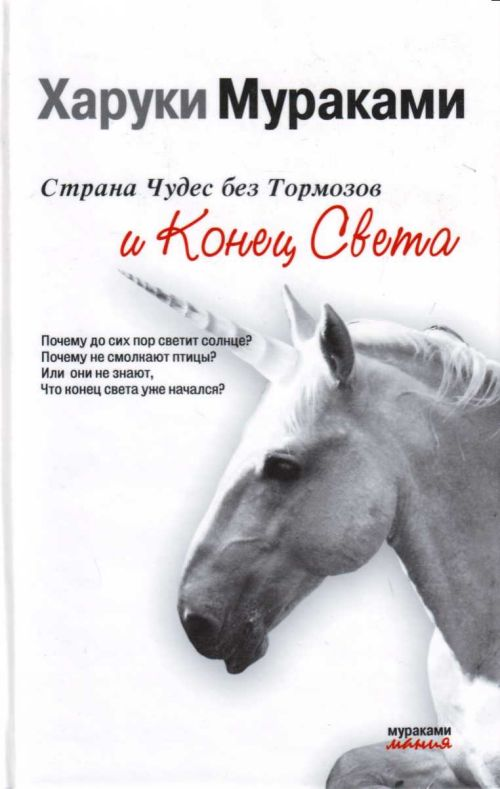 Харуки Мураками
Страна Чудес без Тормозов
и Конец Света
Почему до сих пор светит солнце?
Почему не смолкают птицы?
Или они не знают,
Что конец света уже начался?
мураками
мания